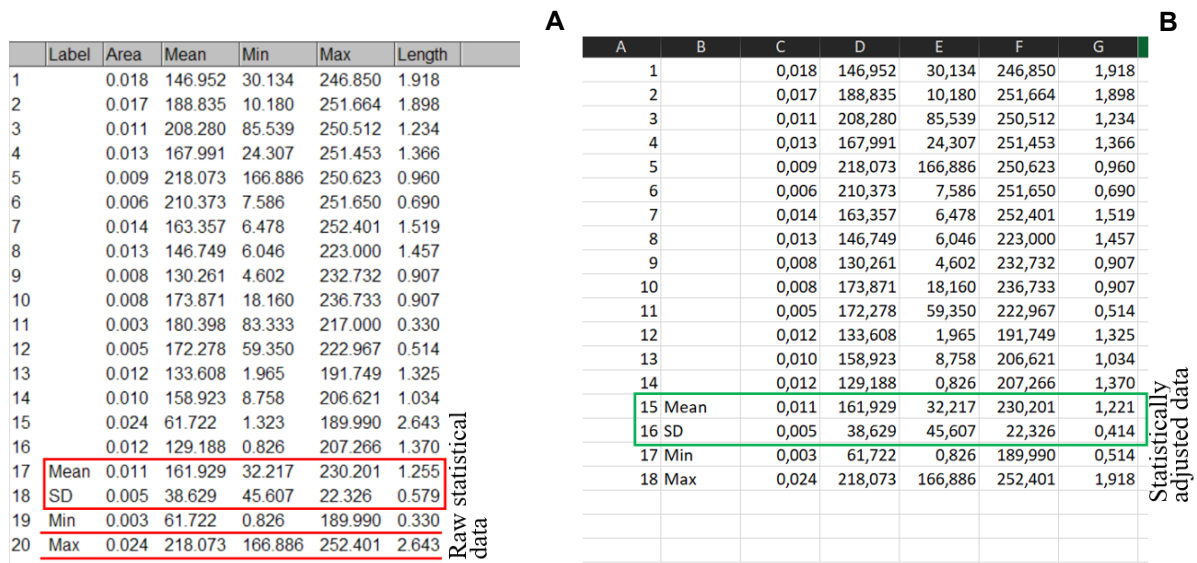 A
B
Label Area Mean Min Max Length
1 0.018 146.952 30.134 246.850 1.918
2 0.017 188.835 10.180 251.664 1.898
3 0.011 208.280 85.539 250.512 1.234
4 0.013 167.991 24.307 251.453 1.366
5 0.009 218.073 166.886 250.623 0.960
6 0.006 210.373 7.586 251.650 0.690
7 0.014 163.357 6.478 252.401 1.519
8 0.013 146.749 6.046 223.000 1.457
9 0.008 130.261 4.602 232.732 0.907
10 0.008 173.871 18.160 236.733 0.907
11 0.003 180.398 83.333 217.000 0.330
12 0.005 172.278 59.350 222.967 0.514
13 0.012 133.608 1.965 191.749 1.325
14 0.010 158.923 8.758 206.621 1.034
15 0.024 61.722 1.323 189.990 2.643
16 0.012 129.188 0.826 207.266 1.370
17 Mean 0.011 161.929 32.217 230.201 1.255
18 SD 0.005 38.629 45.607 22.326 0.579
19 Min 0.003 61.722 0.826 189.990 0.330
20 Max 0.024 218.073 166.886 252.401 2.643
Raw statistical
data
A B C D E F G
1 0,018 146,952 30,134 246,850 1,918
2 0,017 188,835 10,180 251,664 1,898
3 0,011 208,280 85,539 250,512 1,234
4 0,013 167,991 24,307 251,453 1,366
5 0,009 218,073 166,886 250,623 0,960
6 0,006 210,373 7,586 251,650 0,690
7 0,014 163,357 6,478 252,401 1,519
8 0,013 146,749 6,046 223,000 1,457
9 0,008 130,261 4,602 232,732 0,907
10 0,008 173,871 18,160 236,733 0,907
11 0,005 172,278 59,350 222,967 0,514
12 0,012 133,608 1,965 191,749 1,325
13 0,010 158,923 8,758 206,621 1,034
14 0,012 129,188 0,826 207,266 1,370
15 Mean 0,011 161,929 32,217 230,201 1,221
16 SD 0,005 38,629 45,607 22,326 0,414
17 Min 0,003 61,722 0,826 189,990 0,514
18 Max 0,024 218,073 166,886 252,401 1,918
Statistically
adjusted data